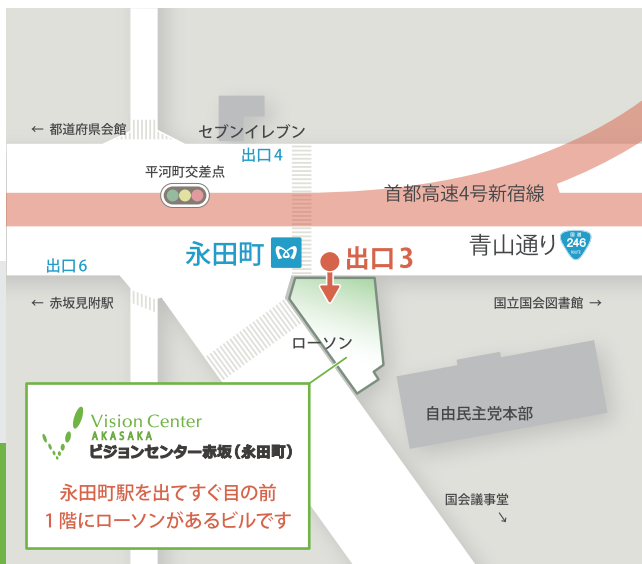 ← 都道府県会館
セブンイレブン
出口4
平河町交差点
首都高速4号新宿線
永田町
出口3
青山通り
国道
246
ROUTE
出口6
← 赤坂見附駅
国立国会図書館 →
ローソン
自由民主党本部
Vision Center
AKASAKA
ビジョンセンター赤坂(永田町)
永田町駅を出てすぐ目の前
1階にローソンがあるビルです
国会議事堂
↘